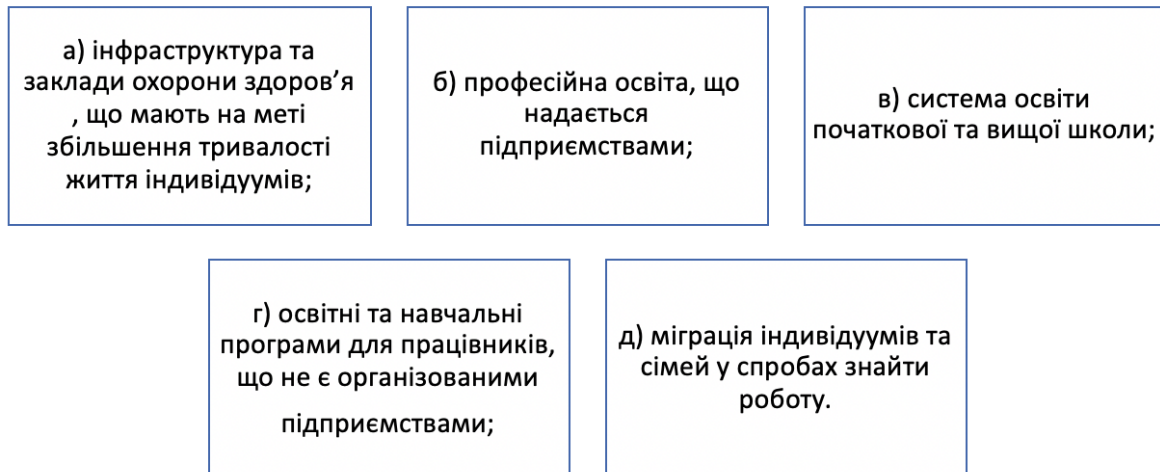 а) інфраструктура та
заклади охорони здоров’я
, що мають на меті
збільшення тривалості
життя індивідуумів;
б) професійна освіта, що
надається
підприємствами;
в) система освіти
початкової та вищої школи;
г) освітні та навчальні
програми для працівників,
що не є організованими
підприємствами;
д) міграція індивідуумів та
сімей у спробах знайти
роботу.